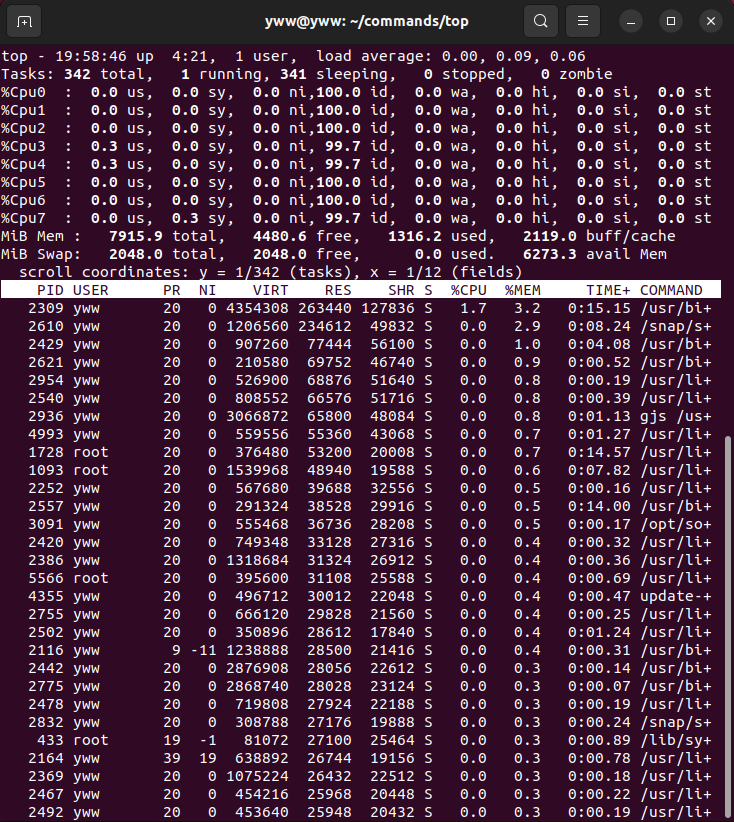 yww@yww: ~/commands/top
top - 19:58:46 up  4:21,  1 user,  load average: 0.00, 0.09, 0.06
Tasks: 342 total,   1 running, 341 sleeping,   0 stopped,   0 zombie
%Cpu0  :  0.0 us,  0.0 sy,  0.0 ni,100.0 id,  0.0 wa,  0.0 hi,  0.0 si,  0.0 st
%Cpu1  :  0.0 us,  0.0 sy,  0.0 ni,100.0 id,  0.0 wa,  0.0 hi,  0.0 si,  0.0 st
%Cpu2  :  0.0 us,  0.0 sy,  0.0 ni,100.0 id,  0.0 wa,  0.0 hi,  0.0 si,  0.0 st
%Cpu3  :  0.3 us,  0.0 sy,  0.0 ni, 99.7 id,  0.0 wa,  0.0 hi,  0.0 si,  0.0 st
%Cpu4  :  0.3 us,  0.0 sy,  0.0 ni, 99.7 id,  0.0 wa,  0.0 hi,  0.0 si,  0.0 st
%Cpu5  :  0.0 us,  0.0 sy,  0.0 ni,100.0 id,  0.0 wa,  0.0 hi,  0.0 si,  0.0 st
%Cpu6  :  0.0 us,  0.0 sy,  0.0 ni,100.0 id,  0.0 wa,  0.0 hi,  0.0 si,  0.0 st
%Cpu7  :  0.0 us,  0.3 sy,  0.0 ni, 99.7 id,  0.0 wa,  0.0 hi,  0.0 si,  0.0 st
MiB Mem :   7915.9 total,   4480.6 free,   1316.2 used,   2119.0 buff/cache
MiB Swap:   2048.0 total,   2048.0 free,      0.0 used.   6273.3 avail Mem
scroll coordinates: y = 1/342 (tasks), x = 1/12 (fields)
PID USER      PR  NI    VIRT    RES    SHR S  %CPU  %MEM     TIME+ COMMAND
2309 yww       20   0 4354308 263440 127836 S   1.7   3.2   0:15.15 /usr/bi+
2610 yww       20   0 1206560 234612  49832 S   0.0   2.9   0:08.24 /snap/s+
2429 yww       20   0  907260  77444  56100 S   0.0   1.0   0:04.08 /usr/bi+
2621 yww       20   0  210580  69752  46740 S   0.0   0.9   0:00.52 /usr/bi+
2954 yww       20   0  526900  68876  51640 S   0.0   0.8   0:00.19 /usr/li+
2540 yww       20   0  808552  66576  51716 S   0.0   0.8   0:00.39 /usr/li+
2936 yww       20   0 3066872  65800  48084 S   0.0   0.8   0:01.13 gjs /us+
4993 yww       20   0  559556  55360  43068 S   0.0   0.7   0:01.27 /usr/li+
1728 root      20   0  376480  53200  20008 S   0.0   0.7   0:14.57 /usr/li+
1093 root      20   0 1539968  48940  19588 S   0.0   0.6   0:07.82 /usr/li+
2252 yww       20   0  567680  39688  32556 S   0.0   0.5   0:00.16 /usr/li+
2557 yww       20   0  291324  38528  29916 S   0.0   0.5   0:14.00 /usr/bi+
3091 yww       20   0  555468  36736  28208 S   0.0   0.5   0:00.17 /opt/so+
2420 yww       20   0  749348  33128  27316 S   0.0   0.4   0:00.32 /usr/li+
2386 yww       20   0 1318684  31324  26912 S   0.0   0.4   0:00.36 /usr/li+
5566 root      20   0  395600  31108  25588 S   0.0   0.4   0:00.69 /usr/li+
4355 yww       20   0  496712  30012  22048 S   0.0   0.4   0:00.47 update-+
2755 yww       20   0  666120  29828  21560 S   0.0   0.4   0:00.25 /usr/li+
2502 yww       20   0  350896  28612  17840 S   0.0   0.4   0:01.24 /usr/li+
2116 yww        9 -11 1238888  28500  21416 S   0.0   0.4   0:00.31 /usr/bi+
2442 yww       20   0 2876908  28056  22612 S   0.0   0.3   0:00.14 /usr/bi+
2775 yww       20   0 2868740  28028  23124 S   0.0   0.3   0:00.07 /usr/bi+
2478 yww       20   0  719808  27924  22188 S   0.0   0.3   0:00.19 /usr/li+
2832 yww       20   0  308788  27176  19888 S   0.0   0.3   0:00.24 /snap/s+
433 root      19  -1   81072  27100  25464 S   0.0   0.3   0:00.89 /lib/sy+
2164 yww       39  19  638892  26744  19156 S   0.0   0.3   0:00.78 /usr/li+
2369 yww       20   0 1075224  26432  22512 S   0.0   0.3   0:00.18 /usr/li+
2467 yww       20   0  454216  25968  20448 S   0.0   0.3   0:00.22 /usr/li+
2492 yww       20   0  453640  25948  20432 S   0.0   0.3   0:00.19 /usr/li+